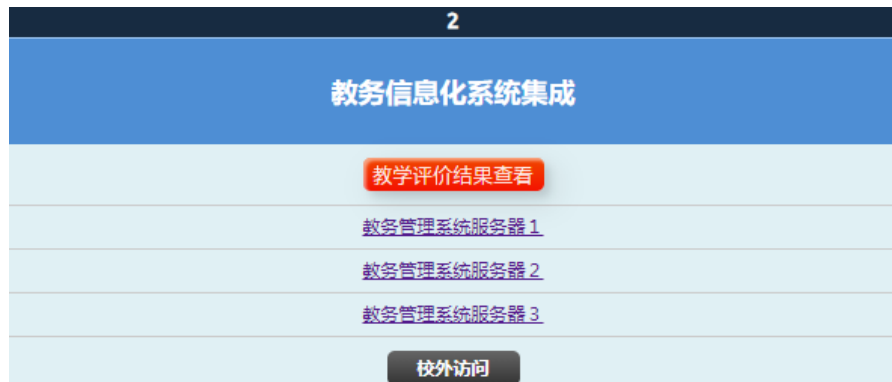 2
教务信息化系统集成
教学评价结果查看
教务管理系统服务器1
教务管理系统服务器2
教务管理系统服务器3
校外访问